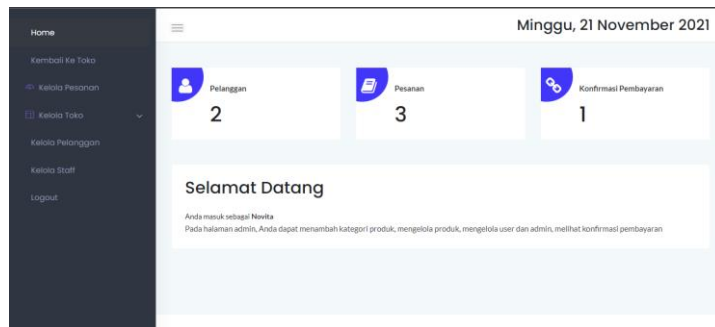 Home
Kembali Ke Toko
Kelola Pesanan
Kelola Toko
Kelola Pelanggan
Kelola Staff
Logout
Minggu, 21 November 2021
Pelanggan
2
Pesanan
3
Konfirmasi Pembayaran
1
Selamat Datang
Anda masuk sebagai Novita
Pada halaman admin, Anda dapat menambah kategori produk, mengelola produk, mengelola user dan admin, melihat konfirmasi pembayaran